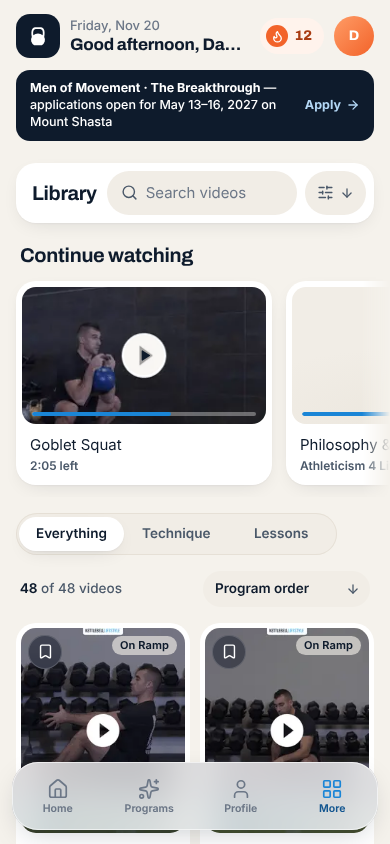 Friday, Nov 20
Good afternoon, Da...
12
D
Men of Movement · The Breakthrough —
applications open for May 13–16, 2027 on
Mount Shasta
Apply
Library
Search videos
Continue watching
Goblet Squat
2:05 left
Philosophy &
Athleticism 4 L
Everything
Technique
Lessons
48 of 48 videos
Program order
On Ramp
On Ramp
Home
Programs
Profile
More